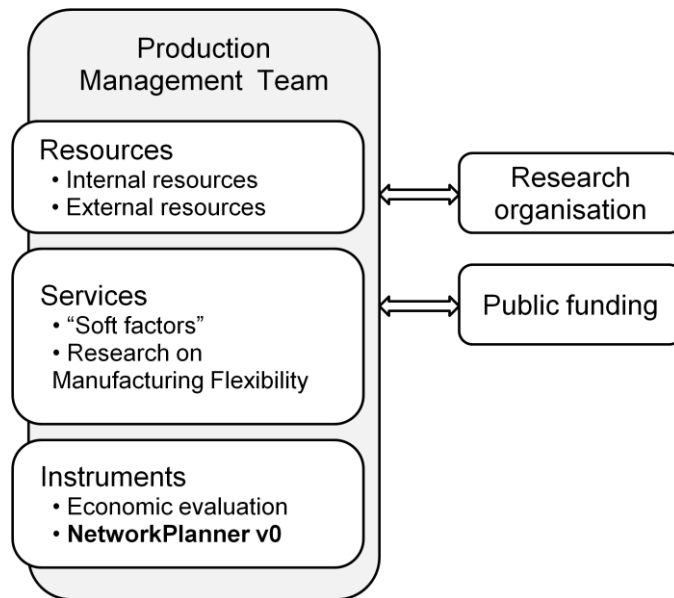 Production
Management Team
Resources
• Internal resources
• External resources
Services
• “Soft factors”
• Research on
Manufacturing Flexibility
Instruments
• Economic evaluation
• NetworkPlanner v0
Research
organisation
Public funding